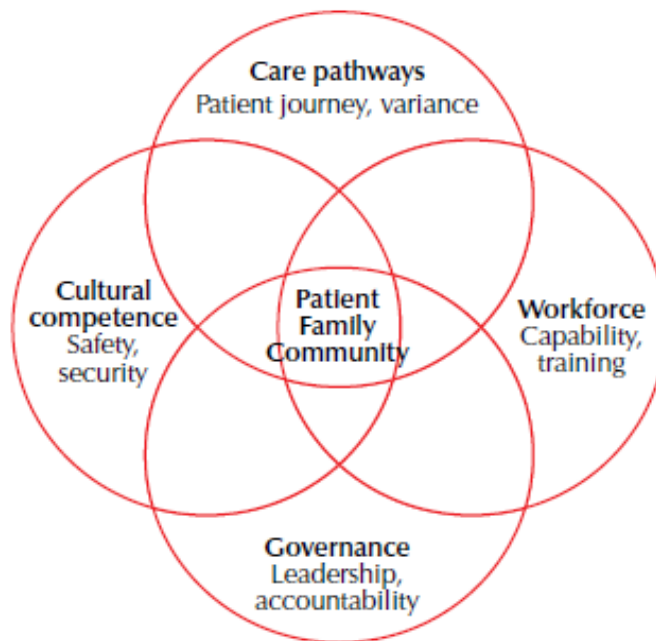 Care pathways
Patient journey, variance
Cultural
competence
Safety,
security
Patient
Family
Community
Workforce
Capability,
training
Governance
Leadership,
accountability